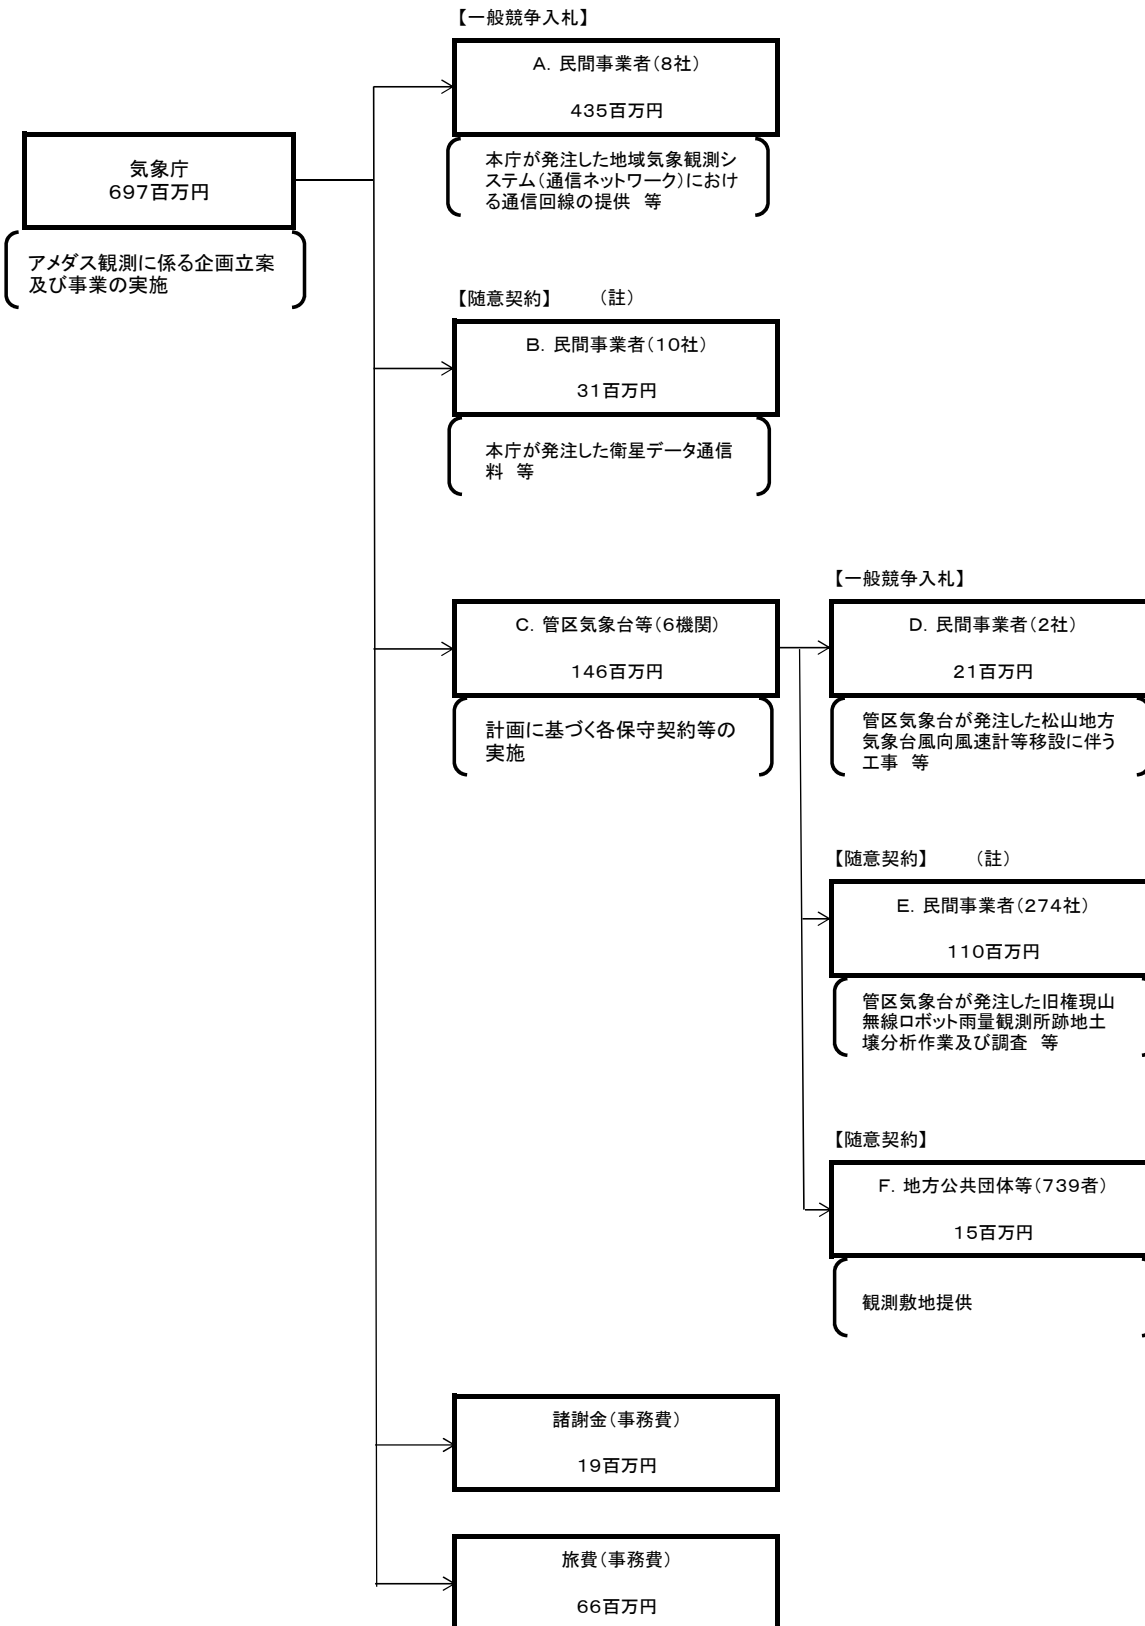 【一般競争入札】
A. 民間事業者(8社)
435百万円
本庁が発注した地域気象観測シ
ステム(通信ネットワーク)におけ
る通信回線の提供 等
気象庁
697百万円
アメダス観測に係る企画立案
及び事業の実施
【随意契約】 (註)
B. 民間事業者(10社)
31百万円
本庁が発注した衛星データ通信
料 等
C. 管区気象台等(6機関)
146百万円
計画に基づく各保守契約等の
実施
【一般競争入札】
D. 民間事業者(2社)
21百万円
管区気象台が発注した松山地方
気象台風向風速計等移設に伴う
工事 等
【随意契約】 (註)
E. 民間事業者(274社)
110百万円
管区気象台が発注した旧権現山
無線ロボット雨量観測所跡地土
壌分析作業及び調査 等
【随意契約】
F. 地方公共団体等(739者)
15百万円
観測敷地提供
諸謝金(事務費)
19百万円
旅費(事務費)
66百万円